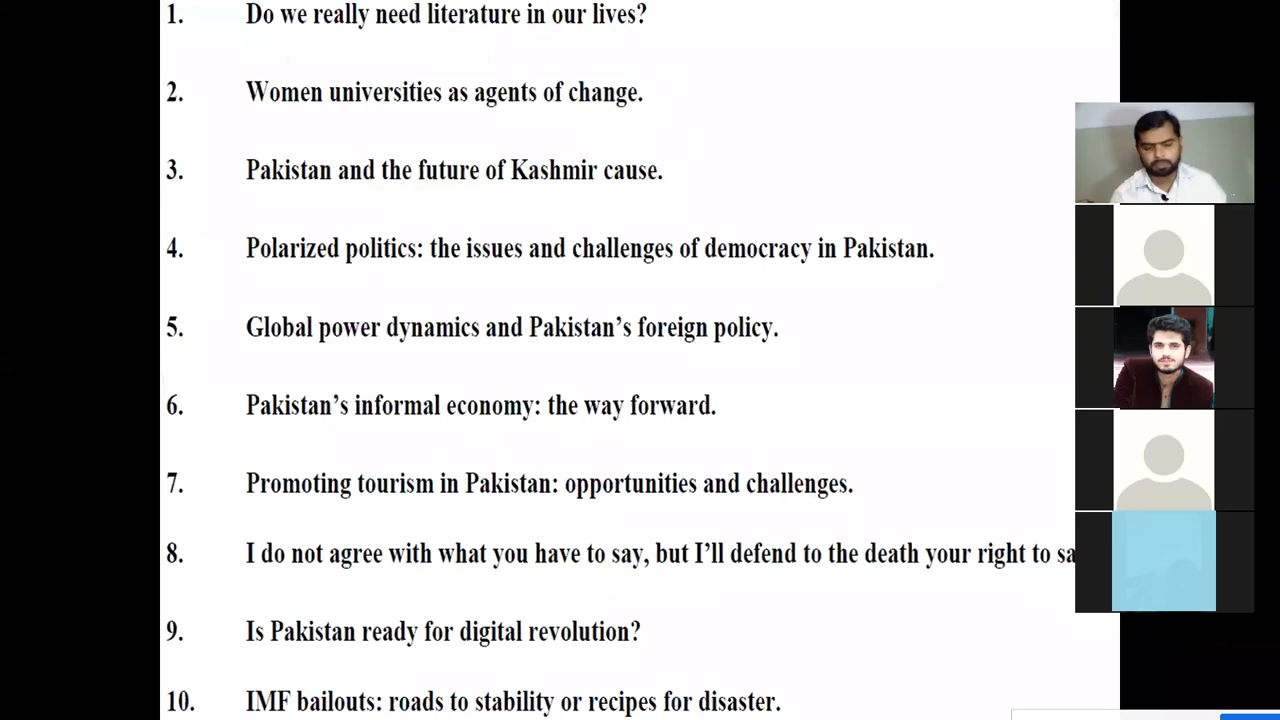 1. Do we really need literature in our lives?
2. Women universities as agents of change.
3. Pakistan and the future of Kashmir cause.
4. Polarized politics: the issues and challenges of democracy in Pakistan.
5. Global power dynamics and Pakistan’s foreign policy.
6. Pakistan’s informal economy: the way forward.
7. Promoting tourism in Pakistan: opportunities and challenges.
8. I do not agree with what you have to say, but I’ll defend to the death your right to sa
9. Is Pakistan ready for digital revolution?
10. IMF bailouts: roads to stability or recipes for disaster.